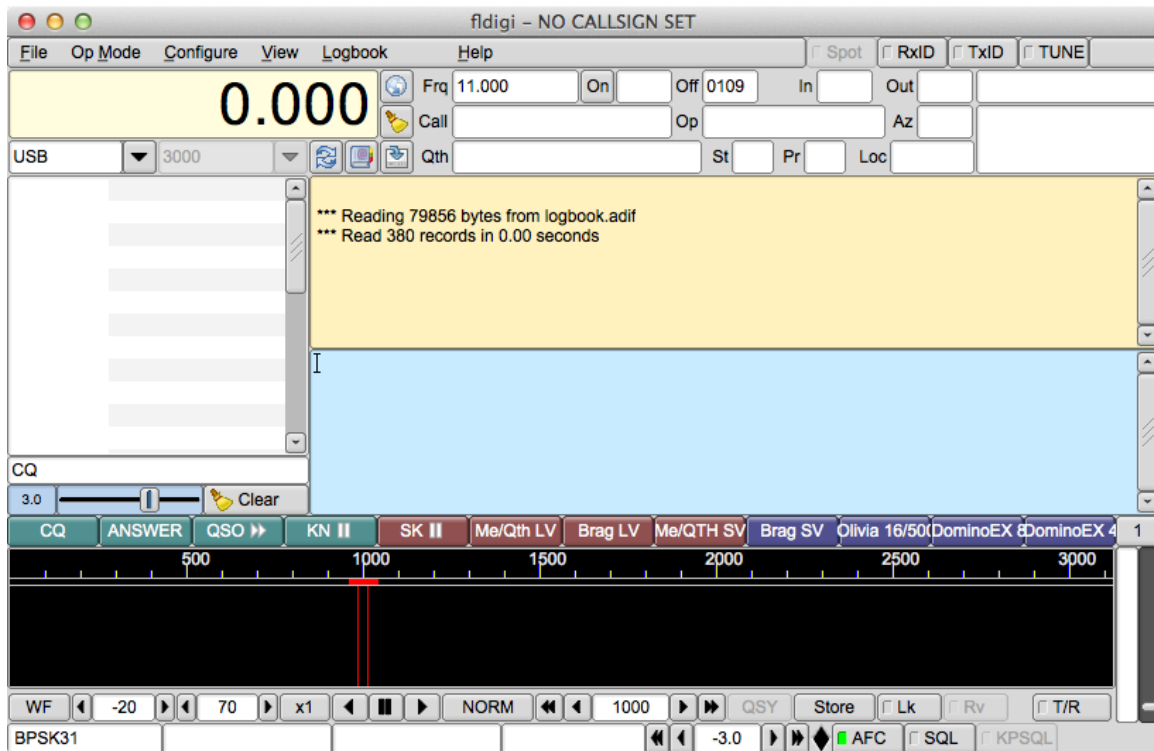 fldigi – NO CALLSIGN SET
File Op Mode Configure View Logbook Help Spot RxID TxID TUNE
0.000 Frq 11.000 On Off 0109 In Out
Call Op Az
USB 3000 Qth St Pr Loc
*** Reading 79856 bytes from logbook.adif
*** Read 380 records in 0.00 seconds
CQ
3.0 Clear
CQ ANSWER QSO KN SK Me/Qth LV Brag LV Me/QTH SV Brag SV Olivia 16/500 DominoEX 8 DominoEX 4 1
500 1000 1500 2000 2500 3000
WF -20 70 x1 NORM 1000 QSY Store Lk Rv T/R
BPSK31 -3.0 AFC SQL KPSQL